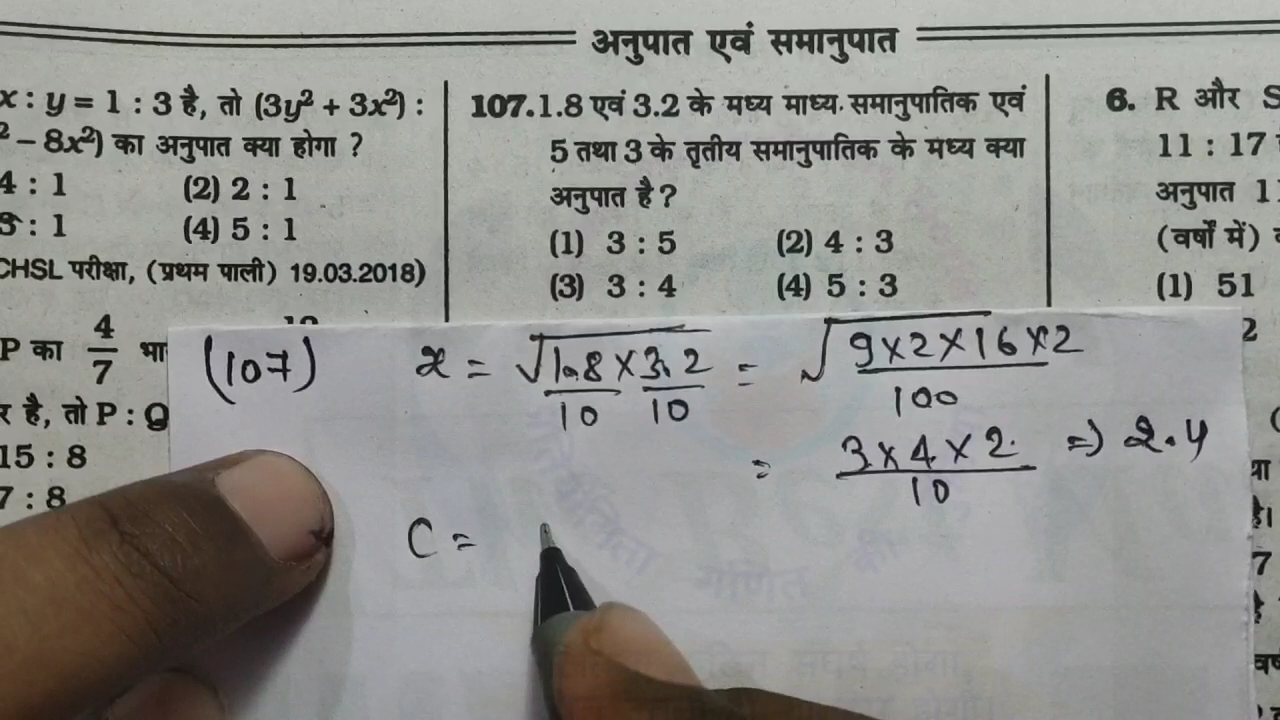 अनुपात एवं समानुपात
x : y = 1 : 3 है, तो (3y² + 3x²) :
² – 8x²) का अनुपात क्या होगा ?
4 : 1 (2) 2 : 1
: 1 (4) 5 : 1
CHSL परीक्षा, (प्रथम पाली) 19.03.2018)
P का 4/7 भा
र है, तो P : Q
15 : 8
7 : 8
107. 1.8 एवं 3.2 के मध्य माध्य समानुपातिक एवं
5 तथा 3 के तृतीय समानुपातिक के मध्य क्या
अनुपात है ?
(1) 3 : 5 (2) 4 : 3
(3) 3 : 4 (4) 5 : 3
6. R और S
11 : 17
अनुपात 1
(वर्षों में)
(1) 51
(107) x = √1.8 × 3.2 / 10 10 = √9×2×16×2 / 100
= 3×4×2 / 10 ⇒ 2.4
C =